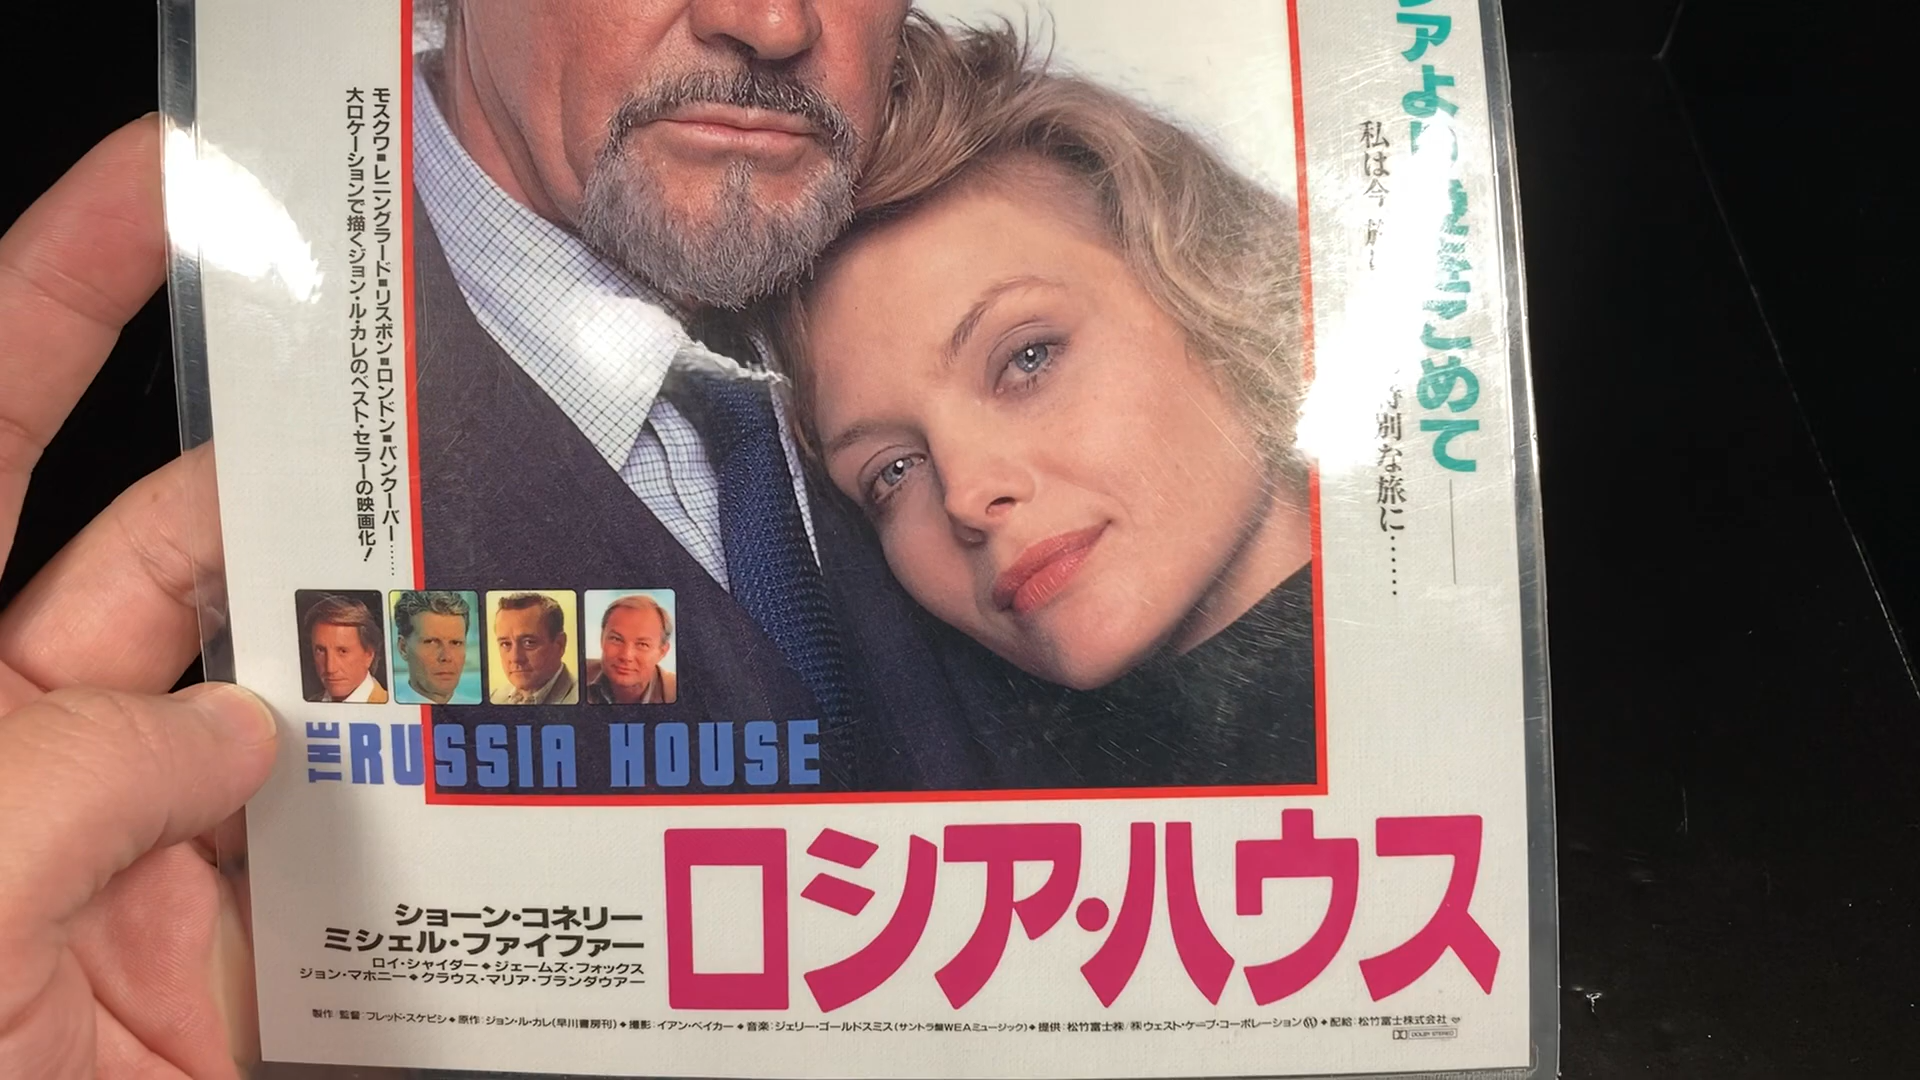 アより愛をこめて
私は今
特別な旅に……
モスクワ■レニングラード■リスボン■ロンドン■バンクーバー……
大ロケーションで描くジョン・ル・カレのベスト・セラーの映画化!
THE RUSSIA HOUSE
ロシア・ハウス
ショーン・コネリー
ミシェル・ファイファー
ロイ・シャイダー◆ジェームズ・フォックス
ジョン・マホニー◆クラウス・マリア・ブランダウアー
製作・監督:フレッド・スケピシ◆原作:ジョン・ル・カレ(早川書房刊)◆撮影:イアン・ベイカー◆音楽:ジェリー・ゴールドスミス(サントラ盤WEAミュージック)◆提供:松竹富士㈱/㈱ウェスト・ケープ・コーポレーション◆配給:松竹富士株式会社
DOLBY STEREO